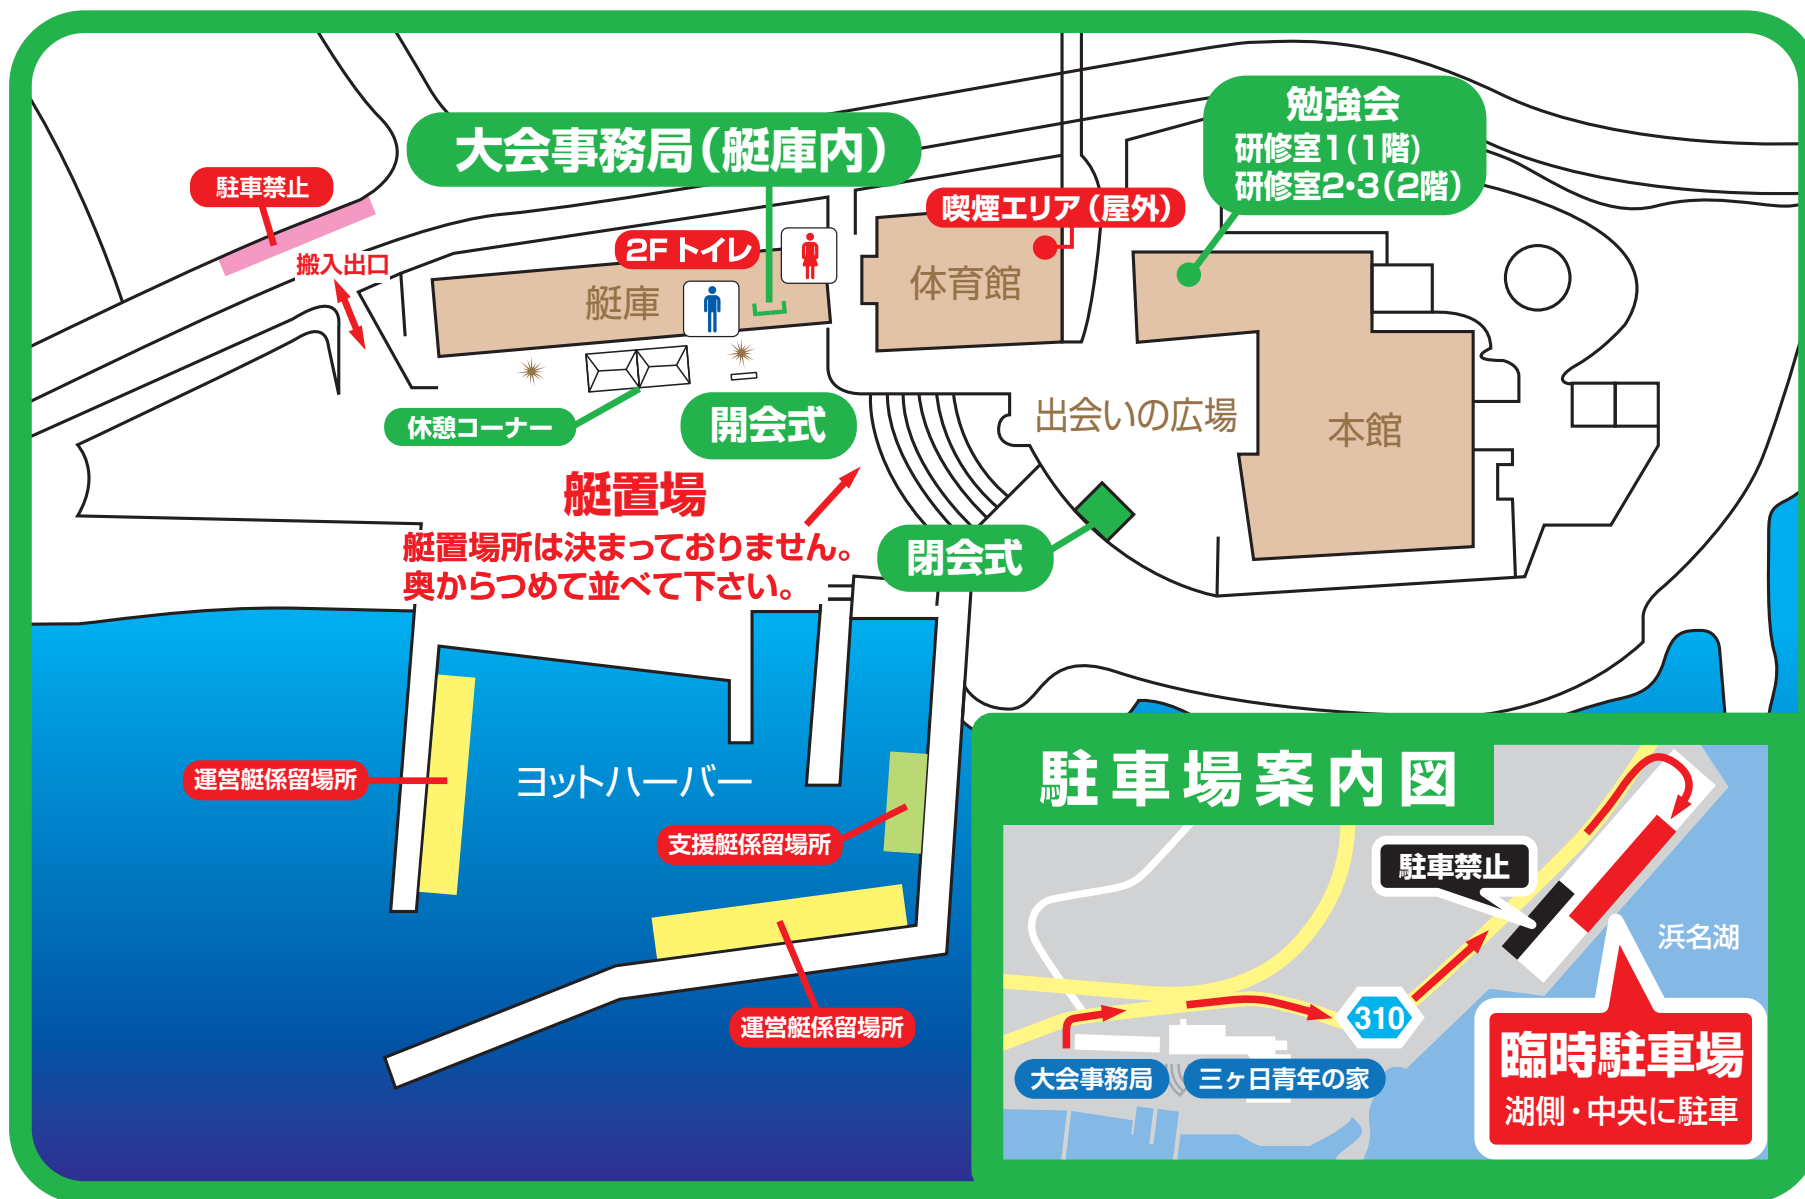 勉強会
研修室1(1階)
研修室2・3(2階)
大会事務局(艇庫内)
駐車禁止
喫煙エリア(屋外)
2Fトイレ
搬入出口
艇庫
体育館
休憩コーナー
開会式
出会いの広場
本館
艇置場
艇置場所は決まっておりません。
奥からつめて並べて下さい。
閉会式
運営艇係留場所
ヨットハーバー
支援艇係留場所
運営艇係留場所
駐車場案内図
駐車禁止
浜名湖
310
臨時駐車場
湖側・中央に駐車
大会事務局
三ヶ日青年の家